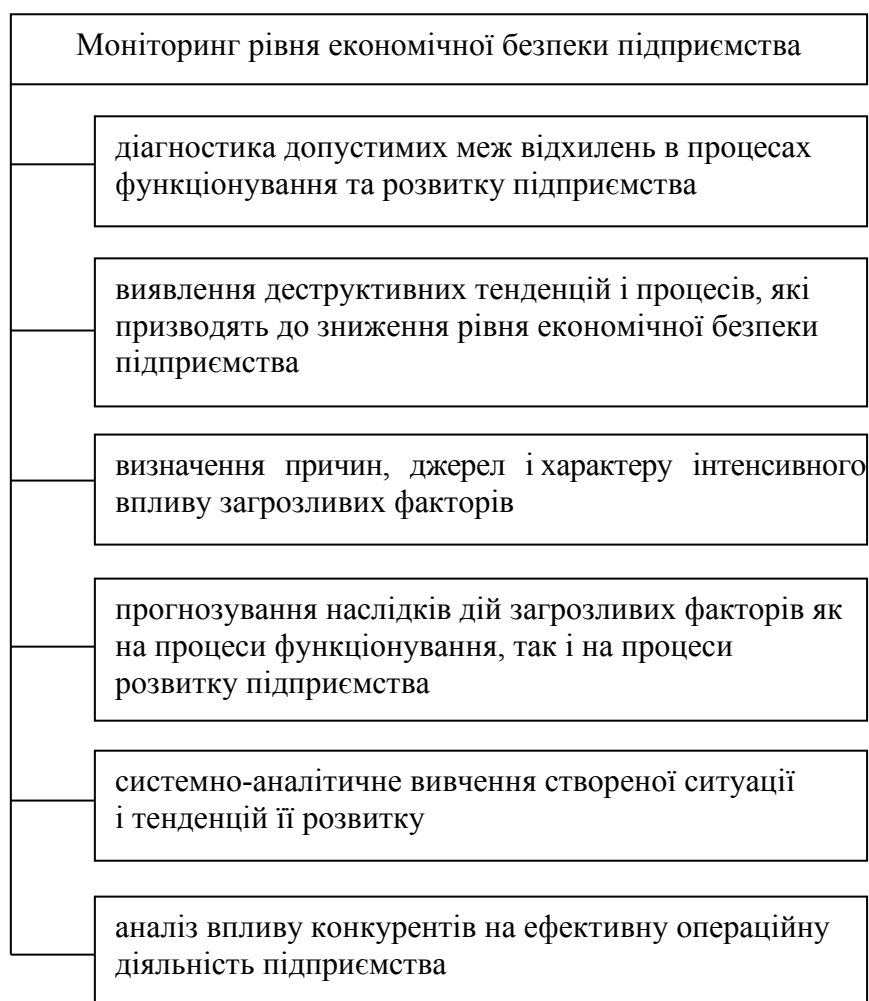 Моніторинг рівня економічної безпеки підприємства
діагностика допустимих меж відхилень в процесах
функціонування та розвитку підприємства
виявлення деструктивних тенденцій і процесів, які
призводять до зниження рівня економічної безпеки
підприємства
визначення причин, джерел і характеру інтенсивного
впливу загрозливих факторів
прогнозування наслідків дій загрозливих факторів як
на процеси функціонування, так і на процеси
розвитку підприємства
системно-аналітичне вивчення створеної ситуації
і тенденцій її розвитку
аналіз впливу конкурентів на ефективну операційну
діяльність підприємства